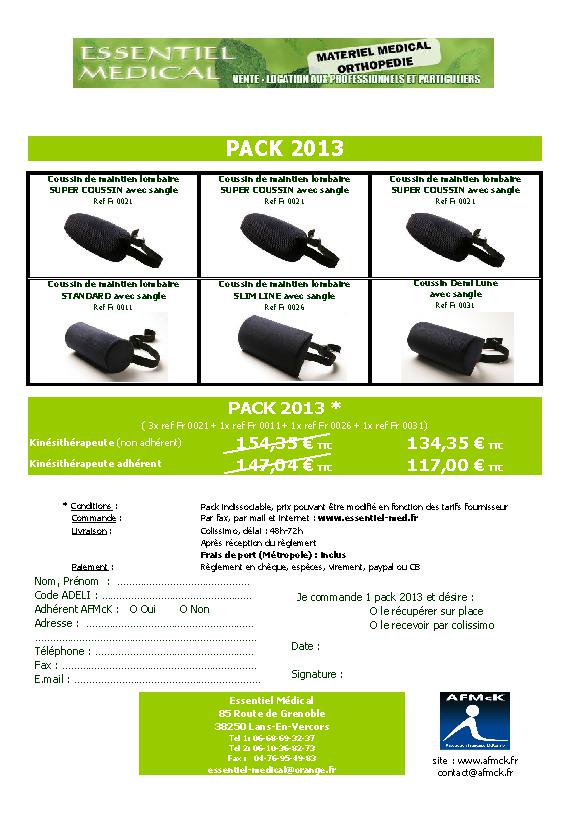 ESSENTIEL
MEDICAL
MATERIEL MEDICAL
ORTHOPEDIE
VENTE - LOCATION AUX PROFESSIONNELS ET PARTICULIERS
PACK 2013
Coussin de maintien lombaire
SUPER COUSSIN avec sangle
Ref Fr 0021
Coussin de maintien lombaire
SUPER COUSSIN avec sangle
Ref Fr 0021
Coussin de maintien lombaire
SUPER COUSSIN avec sangle
Ref Fr 0021
Coussin de maintien lombaire
STANDARD avec sangle
Ref Fr 0011
Coussin de maintien lombaire
SLIM LINE avec sangle
Ref Fr 0026
Coussin Demi Lune
avec sangle
Ref Fr 0031
PACK 2013 *
( 3x ref Fr 0021 + 1x ref Fr 0011+ 1x ref Fr 0026 + 1x ref Fr 0031)
Kinésithérapeute (non adhérent) 154,35 € TTC 134,35 € TTC
Kinésithérapeute adhérent 147,04 € TTC 117,00 € TTC
* Conditions : Pack indissociable, prix pouvant être modifié en fonction des tarifs fournisseur
Commande : Par fax, par mail et internet : www.essentiel-med.fr
Livraison : Colissimo, délai : 48h-72h
Après réception du règlement
Frais de port (Métropole) : inclus
Paiement : Règlement en chèque, espèces, virement, paypal ou CB
Nom, Prénom : ............................................
Code ADELI : ..................................................
Adhérent AFMcK : O Oui O Non
Adresse : ........................................................
..........................................................................
Téléphone : .....................................................
Fax : ................................................................
E.mail : ..............................................................
Je commande 1 pack 2013 et désire :
O le récupérer sur place
O le recevoir par colissimo
Date :
Signature :
Essentiel Médical
85 Route de Grenoble
38250 Lans-En-Vercors
Tel 1: 06-68-69-32-37
Tel 2: 06-10-36-82-73
Fax : 04-76-95-49-83
essentiel-medical@orange.fr
AFMcK
site : www.afmck.fr
contact@afmck.fr